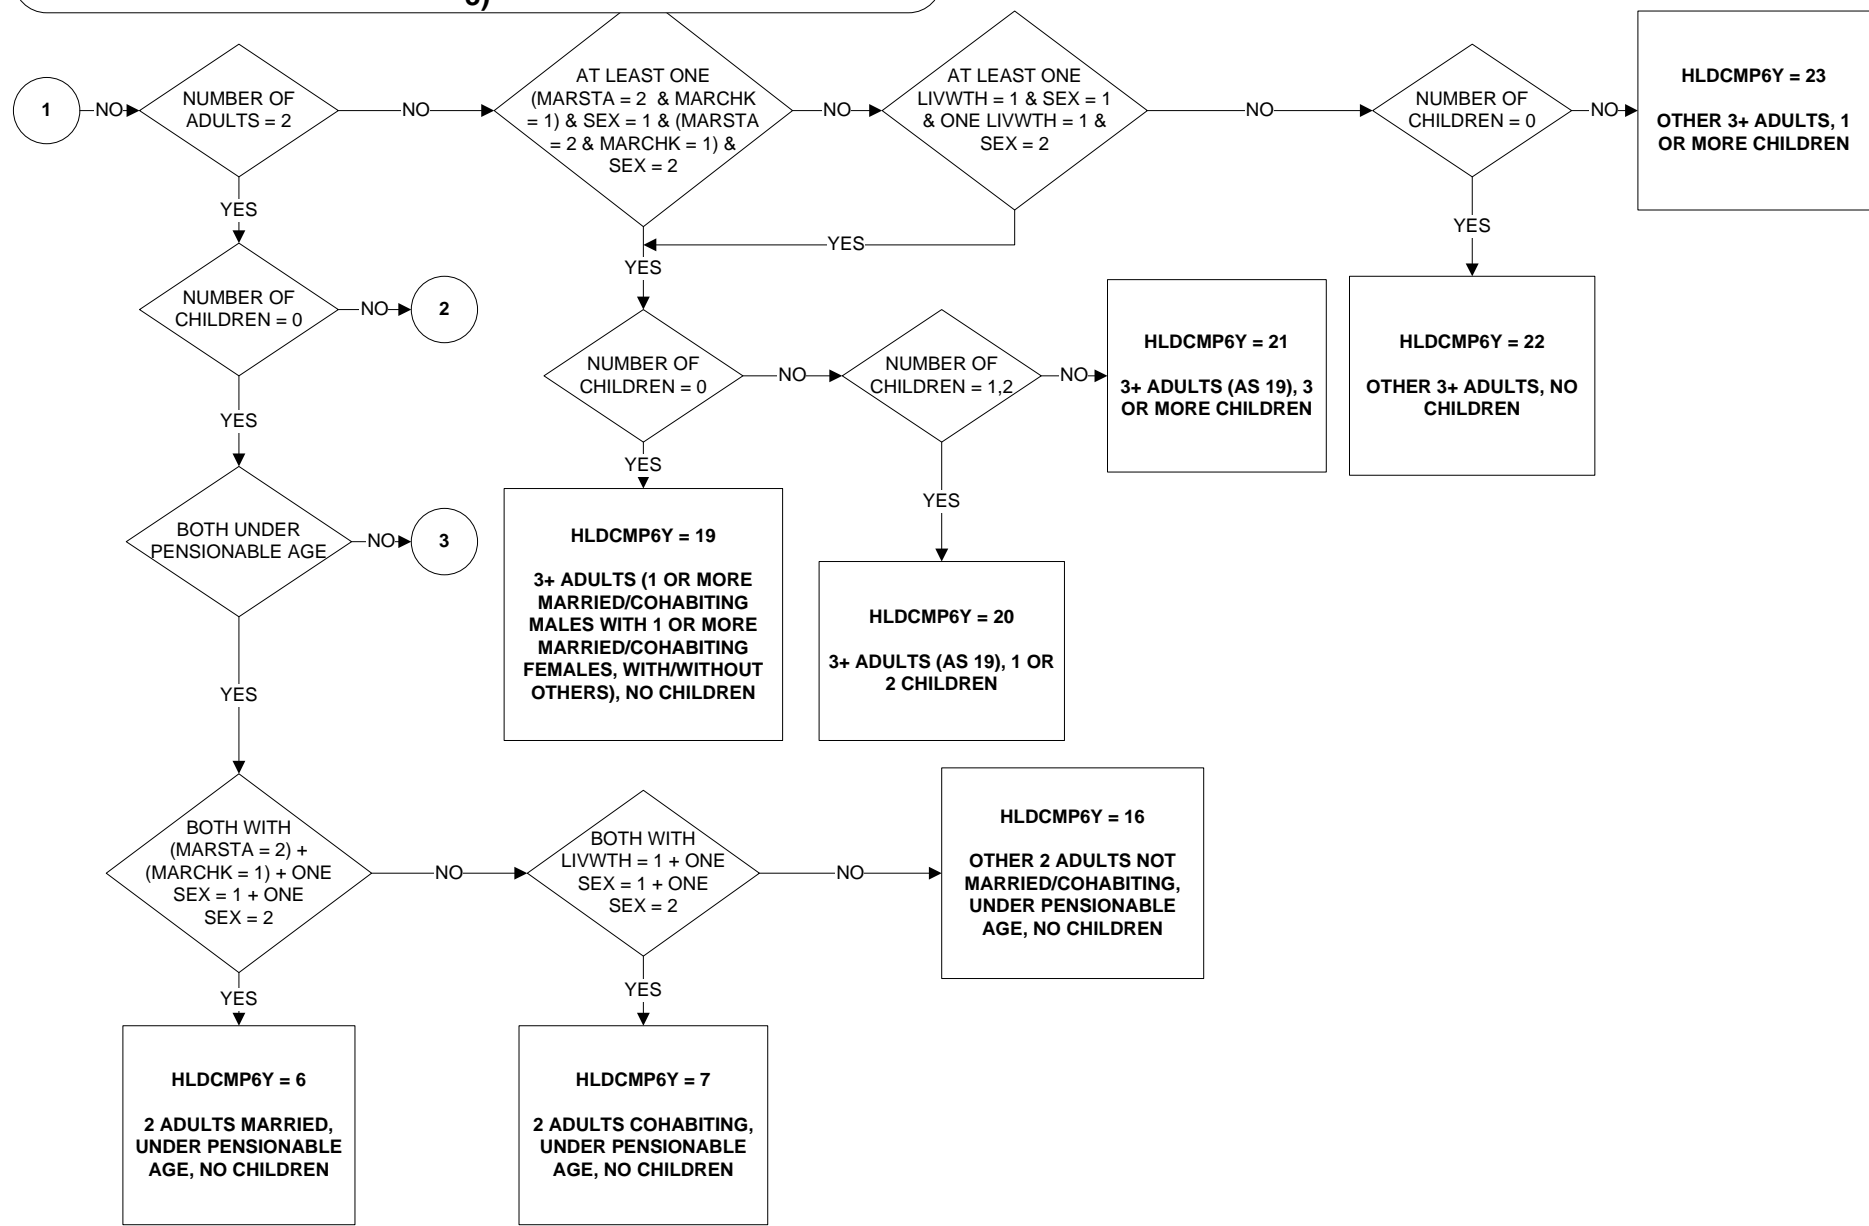 1
NO
NUMBER OF
ADULTS = 2
NO
AT LEAST ONE
(MARSTA = 2 & MARCHK
= 1) & SEX = 1 & (MARSTA
= 2 & MARCHK = 1) &
SEX = 2
NO
AT LEAST ONE
LIVWTH = 1 & SEX = 1
& ONE LIVWTH = 1 &
SEX = 2
NO
NUMBER OF
CHILDREN = 0
NO
HLDCMP6Y = 23
OTHER 3+ ADULTS, 1
OR MORE CHILDREN
YES
YES
YES
YES
NUMBER OF
CHILDREN = 0
NO
2
NUMBER OF
CHILDREN = 0
NO
NUMBER OF
CHILDREN = 1,2
NO
HLDCMP6Y = 21
3+ ADULTS (AS 19), 3
OR MORE CHILDREN
HLDCMP6Y = 22
OTHER 3+ ADULTS, NO
CHILDREN
YES
YES
YES
BOTH UNDER
PENSIONABLE AGE
NO
3
HLDCMP6Y = 19
3+ ADULTS (1 OR MORE
MARRIED/COHABITING
MALES WITH 1 OR MORE
MARRIED/COHABITING
FEMALES, WITH/WITHOUT
OTHERS), NO CHILDREN
HLDCMP6Y = 20
3+ ADULTS (AS 19), 1 OR
2 CHILDREN
YES
BOTH WITH
(MARSTA = 2) +
(MARCHK = 1) + ONE
SEX = 1 + ONE
SEX = 2
NO
BOTH WITH
LIVWTH = 1 + ONE
SEX = 1 + ONE
SEX = 2
NO
HLDCMP6Y = 16
OTHER 2 ADULTS NOT
MARRIED/COHABITING,
UNDER PENSIONABLE
AGE, NO CHILDREN
YES
YES
HLDCMP6Y = 6
2 ADULTS MARRIED,
UNDER PENSIONABLE
AGE, NO CHILDREN
HLDCMP6Y = 7
2 ADULTS COHABITING,
UNDER PENSIONABLE
AGE, NO CHILDREN